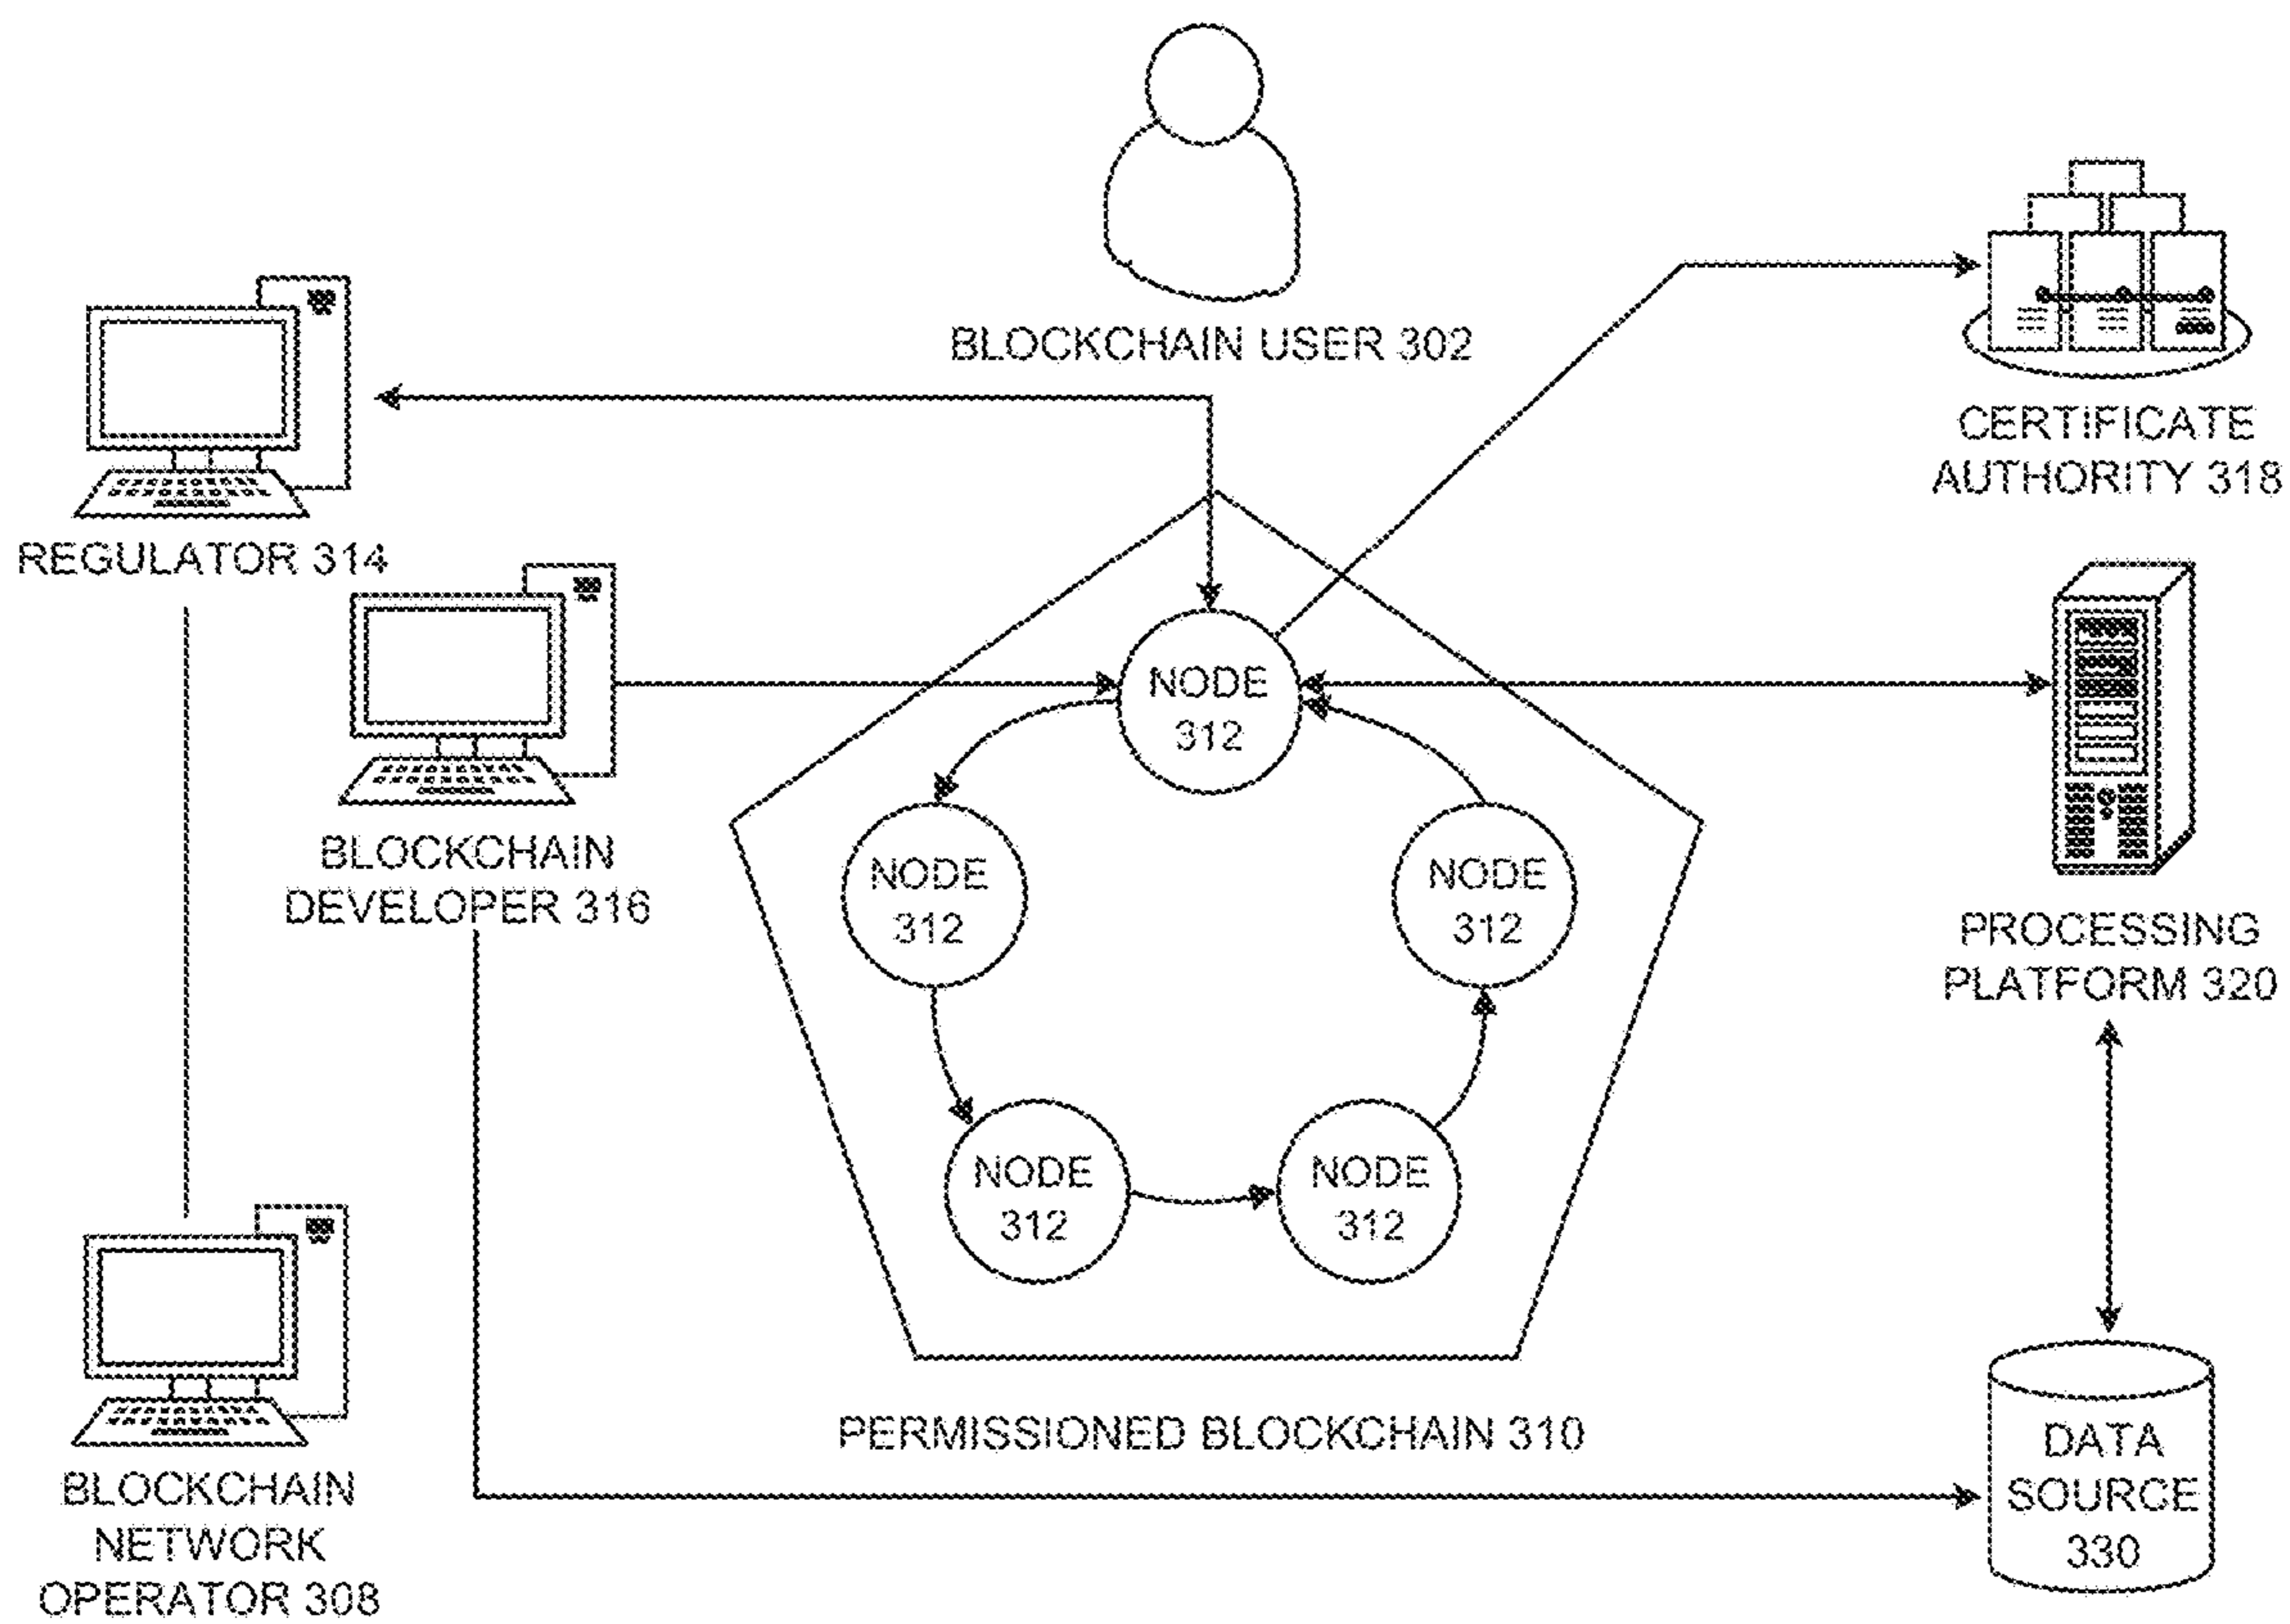 BLOCKCHAIN USER 302
CERTIFICATE
AUTHORITY 318
REGULATOR 314
BLOCKCHAIN
DEVELOPER 316
NODE
312
NODE
312
NODE
312
NODE
312
NODE
312
PROCESSING
PLATFORM 320
PERMISSIONED BLOCKCHAIN 310
BLOCKCHAIN
NETWORK
OPERATOR 308
DATA
SOURCE
330